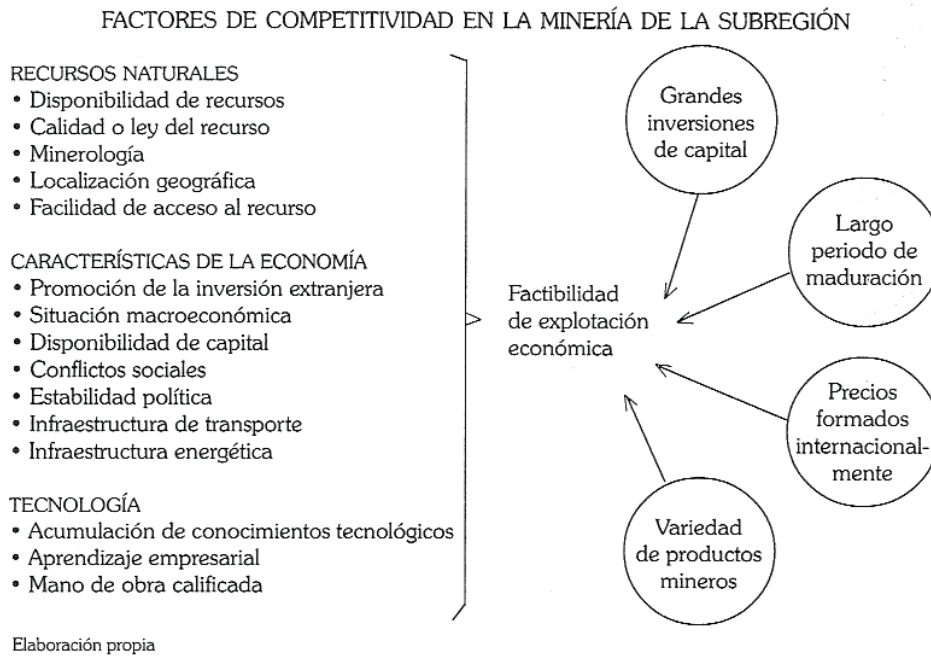 FACTORES DE COMPETITIVIDAD EN LA MINERÍA DE LA SUBREGIÓN
RECURSOS NATURALES
• Disponibilidad de recursos
• Calidad o ley del recurso
• Minerología
• Localización geográfica
• Facilidad de acceso al recurso
CARACTERÍSTICAS DE LA ECONOMÍA
• Promoción de la inversión extranjera
• Situación macroeconómica
• Disponibilidad de capital
• Conflictos sociales
• Estabilidad política
• Infraestructura de transporte
• Infraestructura energética
TECNOLOGÍA
• Acumulación de conocimientos tecnológicos
• Aprendizaje empresarial
• Mano de obra calificada
Factibilidad
de explotación
económica
Grandes
inversiones
de capital
Largo
periodo de
maduración
Precios
formados
internacional-
mente
Variedad
de productos
mineros
Elaboración propia